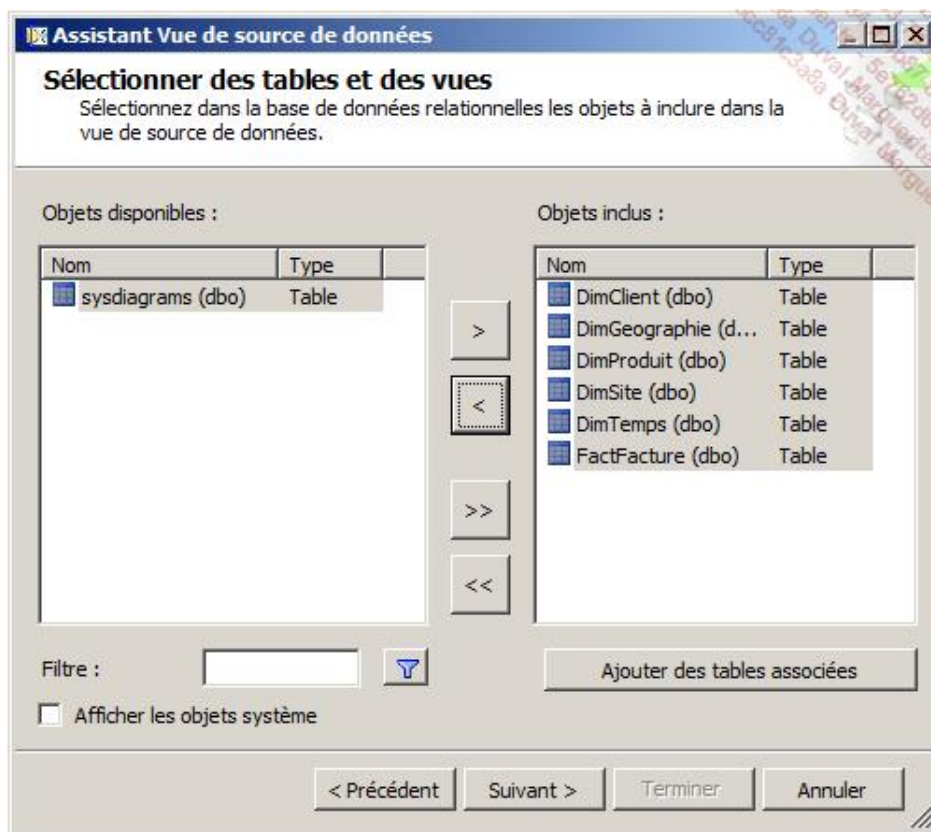 Assistant Vue de source de données
Sélectionner des tables et des vues
Sélectionnez dans la base de données relationnelles les objets à inclure dans la
vue de source de données.
Objets disponibles :
Nom Type
sysdiagrams (dbo) Table
>
<
>>
<<
Objets inclus :
Nom Type
DimClient (dbo) Table
DimGeographie (d... Table
DimProduit (dbo) Table
DimSite (dbo) Table
DimTemps (dbo) Table
FactFacture (dbo) Table
Filtre :
Ajouter des tables associées
Afficher les objets système
< Précédent Suivant > Terminer Annuler